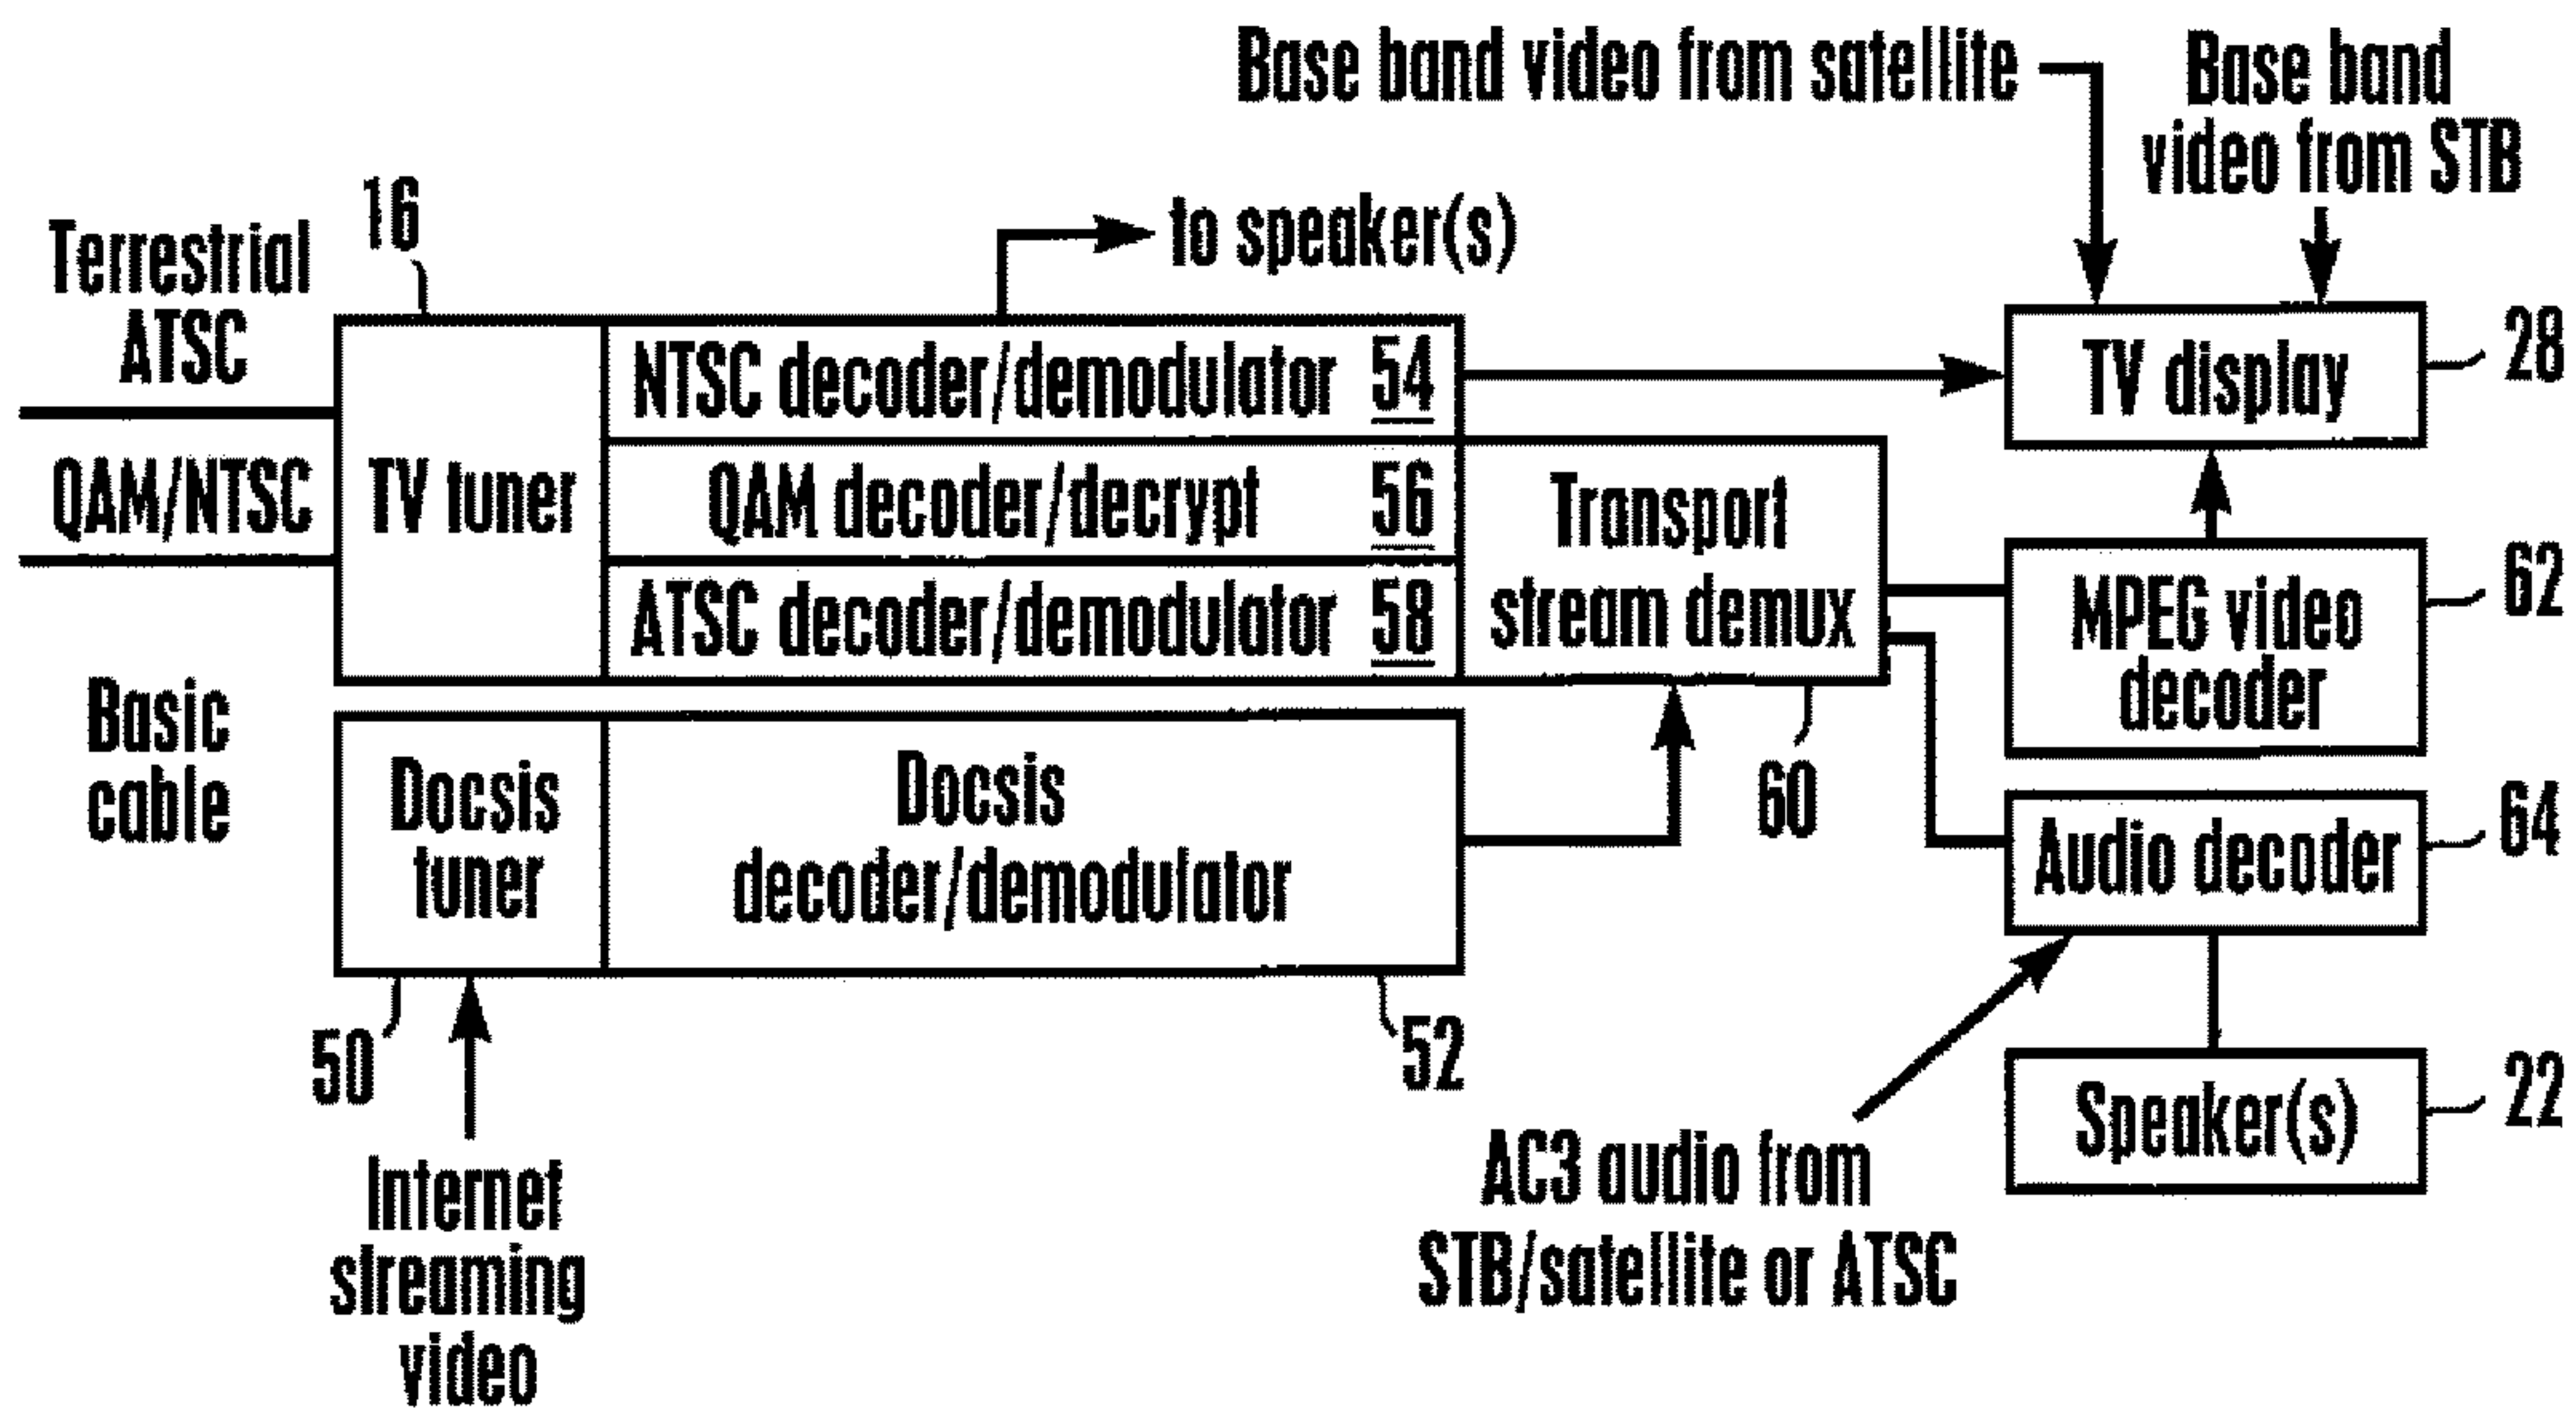 Base band video from satellite
Base band
video from STB
16
to speaker(s)
Terrestrial
ATSC
QAM/NTSC
Basic
cable
TV tuner
NTSC decoder/demodulator 54
QAM decoder/decrypt 56
ATSC decoder/demodulator 58
Transport
stream demux
60
TV display
28
MPEG video
decoder
62
Docsis
tuner
Docsis
decoder/demodulator
50
52
Audio decoder
64
Internet
streaming
video
AC3 audio from
STB/satellite or ATSC
Speaker(s)
22